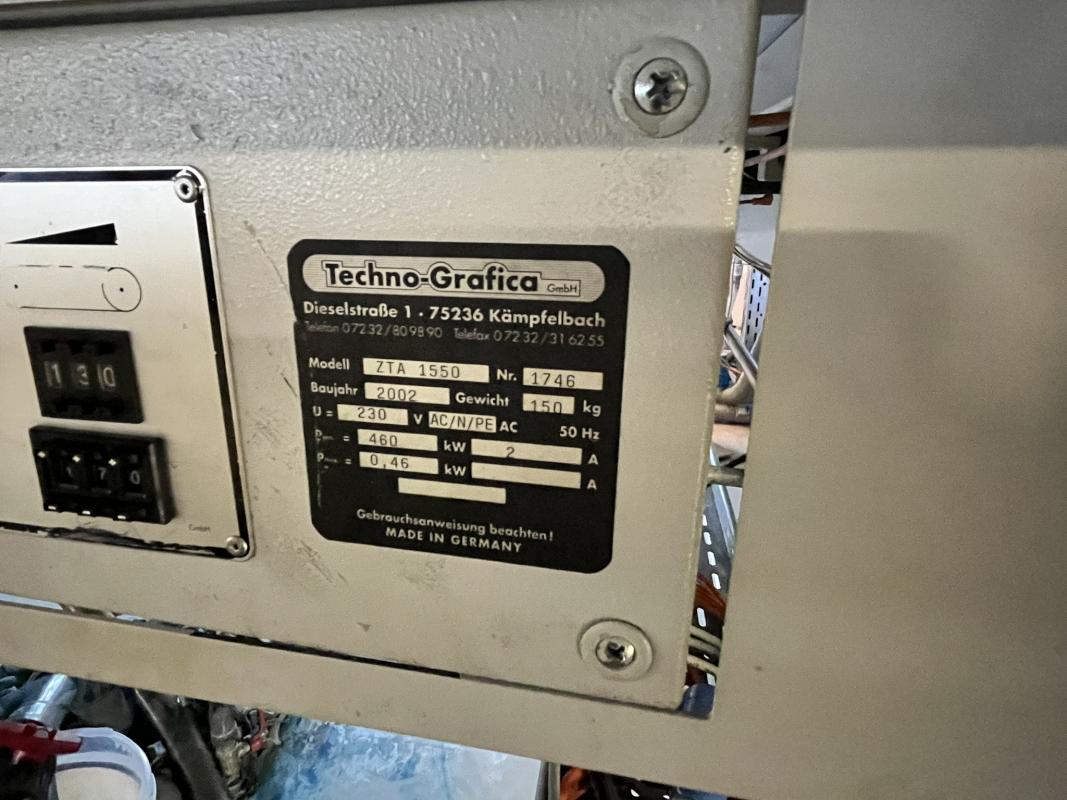 Techno-Grafica GmbH
Dieselstraße 1 · 75236 Kämpfelbach
Telefon 07232/809890 Telefax 07232/316255
Modell ZTA 1550 Nr. 1746
Baujahr 2002 Gewicht 150 kg
U = 230 V AC/N/PE AC 50 Hz
= 460 kW 2 A
= 0,46 kW A
Gebrauchsanweisung beachten!
MADE IN GERMANY
130
170
GmbH